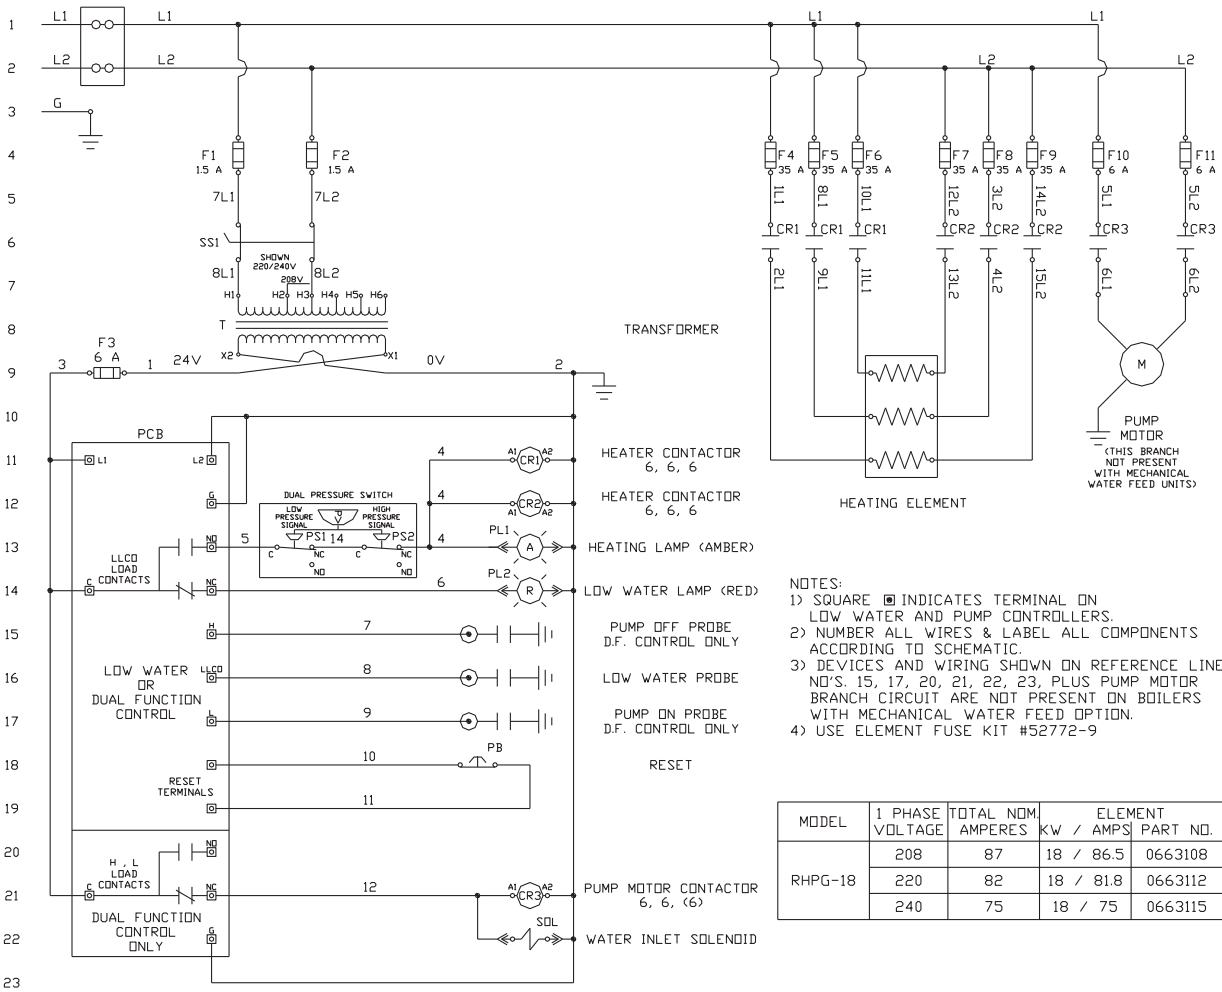 1 L1 L1 L1 L1
2 L2 L2 L2 L2
3 G
4 F1 1.5 A F2 1.5 A F4 35 A F5 35 A F6 35 A F7 35 A F8 35 A F9 35 A F10 6 A F11 6 A
5 7L1 7L2 1L1 8L1 10L1 12L2 3L2 14L2 5L1 5L2
6 SS1 CR1 CR1 CR1 CR2 CR2 CR2 CR3 CR3
SHOWN
220/240V
7 8L1 8L2 208V 2L1 9L1 11L1 13L2 4L2 15L2 6L1 6L2
H1 H2 H3 H4 H5 H6
8 T TRANSFORMER
F3
6 A
X2 X1
9 3 1 24V 0V 2 M
10
PUMP
MOTOR
(THIS BRANCH
NOT PRESENT
WITH MECHANICAL
WATER FEED UNITS)
PCB
11 L1 L2 4 A1 CR1 A2 HEATER CONTACTOR
6, 6, 6
HEATING ELEMENT
12 G 4 CR2 A1 A2 HEATER CONTACTOR
6, 6, 6
DUAL PRESSURE SWITCH
LOW
PRESSURE
SIGNAL
P
V
HIGH
PRESSURE
SIGNAL
13 NO 5 C PS1 NC NO 14 C PS2 NC NO 4 PL1 A HEATING LAMP (AMBER)
LLCO
LOAD
CONTACTS
14 C NC 6 PL2 R LOW WATER LAMP (RED)
15 H 7 PUMP OFF PROBE
D.F. CONTROL ONLY
16 LLCO 8 LOW WATER PROBE
LOW WATER
OR
DUAL FUNCTION
CONTROL
17 L 9 PUMP ON PROBE
D.F. CONTROL ONLY
18 10 PB RESET
RESET
TERMINALS
19 11
20 NO
H , L
LOAD
CONTACTS
21 C NC 12 A1 CR3 A2 PUMP MOTOR CONTACTOR
6, 6, (6)
DUAL FUNCTION
CONTROL
ONLY
22 G SOL WATER INLET SOLENOID
23
NOTES:
1) SQUARE INDICATES TERMINAL ON
LOW WATER AND PUMP CONTROLLERS.
2) NUMBER ALL WIRES & LABEL ALL COMPONENTS
ACCORDING TO SCHEMATIC.
3) DEVICES AND WIRING SHOWN ON REFERENCE LINE
NO'S. 15, 17, 20, 21, 22, 23, PLUS PUMP MOTOR
BRANCH CIRCUIT ARE NOT PRESENT ON BOILERS
WITH MECHANICAL WATER FEED OPTION.
4) USE ELEMENT FUSE KIT #52772-9
MODEL 1 PHASE VOLTAGE TOTAL NOM. AMPERES ELEMENT KW / AMPS PART NO.
RHPG-18 208 87 18 / 86.5 0663108
220 82 18 / 81.8 0663112
240 75 18 / 75 0663115